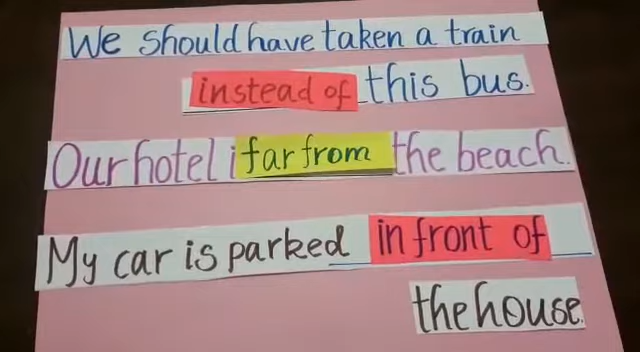 We should have taken a train
instead of this bus.
Our hotel i far from the beach.
My car is parked in front of
the house.